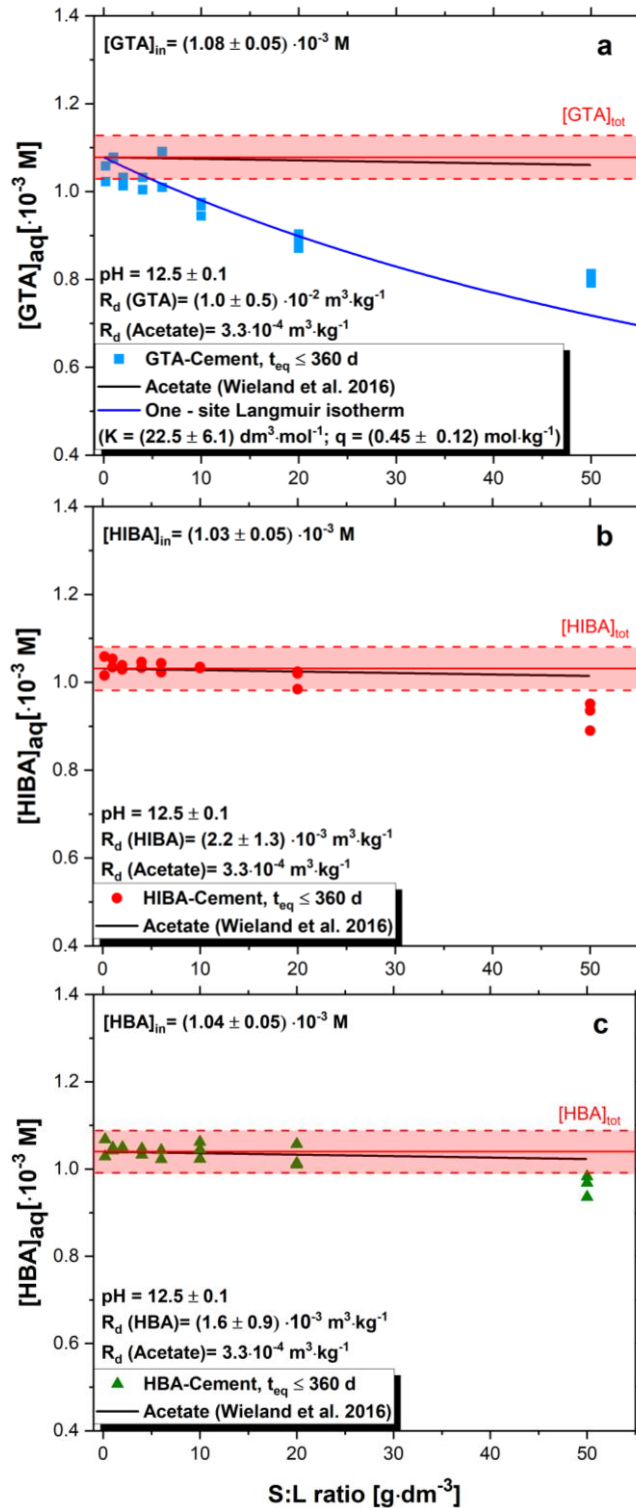 [GTA]in= (1.08 ± 0.05) ·10⁻³ M
a
1.4
1.2
1.0
0.8
0.6
0.4
[GTA]aq[·10⁻³ M]
[GTA]tot
pH = 12.5 ± 0.1
Rd (GTA)= (1.0 ± 0.5) ·10⁻² m³·kg⁻¹
Rd (Acetate)= 3.3·10⁻⁴ m³·kg⁻¹
GTA-Cement, teq ≤ 360 d
Acetate (Wieland et al. 2016)
One - site Langmuir isotherm
(K = (22.5 ± 6.1) dm³·mol⁻¹; q = (0.45 ± 0.12) mol·kg⁻¹)
0 10 20 30 40 50
[HIBA]in= (1.03 ± 0.05) ·10⁻³ M
b
1.4
1.2
1.0
0.8
0.6
0.4
[HIBA]aq[·10⁻³ M]
[HIBA]tot
pH = 12.5 ± 0.1
Rd (HIBA)= (2.2 ± 1.3) ·10⁻³ m³·kg⁻¹
Rd (Acetate)= 3.3·10⁻⁴ m³·kg⁻¹
HIBA-Cement, teq ≤ 360 d
Acetate (Wieland et al. 2016)
0 10 20 30 40 50
[HBA]in= (1.04 ± 0.05) ·10⁻³ M
c
1.4
1.2
1.0
0.8
0.6
0.4
[HBA]aq[·10⁻³ M]
[HBA]tot
pH = 12.5 ± 0.1
Rd (HBA)= (1.6 ± 0.9) ·10⁻³ m³·kg⁻¹
Rd (Acetate)= 3.3·10⁻⁴ m³·kg⁻¹
HBA-Cement, teq ≤ 360 d
Acetate (Wieland et al. 2016)
0 10 20 30 40 50
S:L ratio [g·dm⁻³]